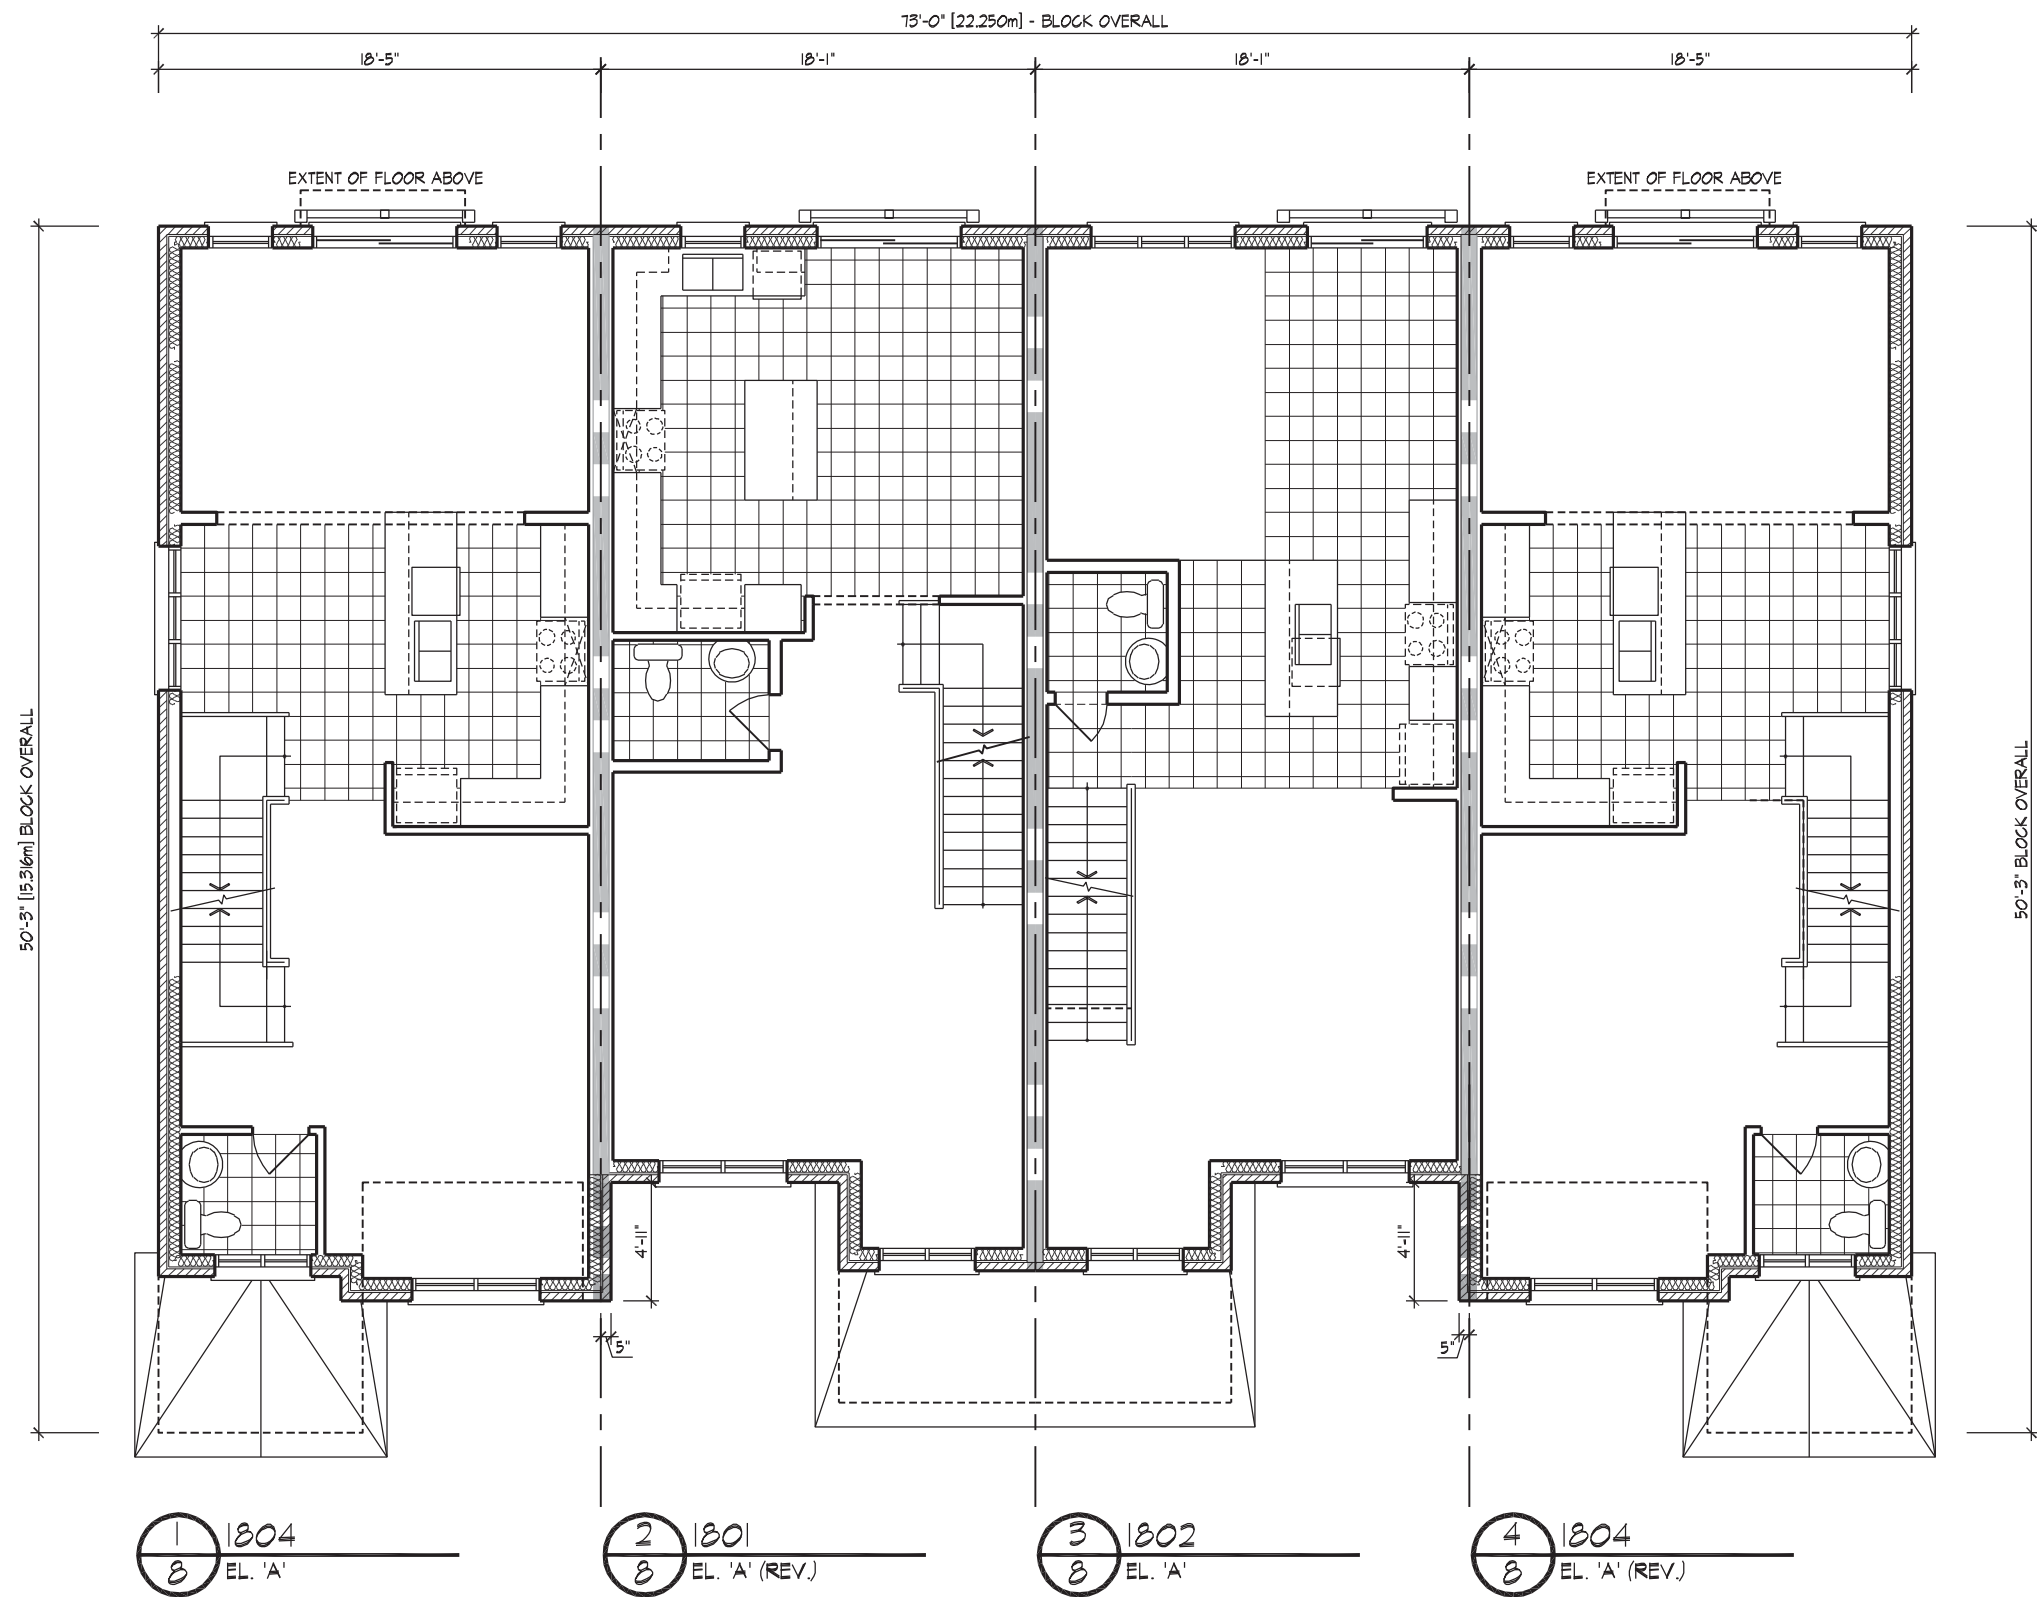 73'-0" [22.250m] - BLOCK OVERALL
18'-5"
18'-1"
18'-1"
18'-5"
EXTENT OF FLOOR ABOVE
EXTENT OF FLOOR ABOVE
50'-3" [15.316m] BLOCK OVERALL
50'-3" BLOCK OVERALL
4'-11"
4'-11"
5"
5"
1
8
1804
EL. 'A'
2
8
1801
EL. 'A' (REV.)
3
8
1802
EL. 'A'
4
8
1804
EL. 'A' (REV.)